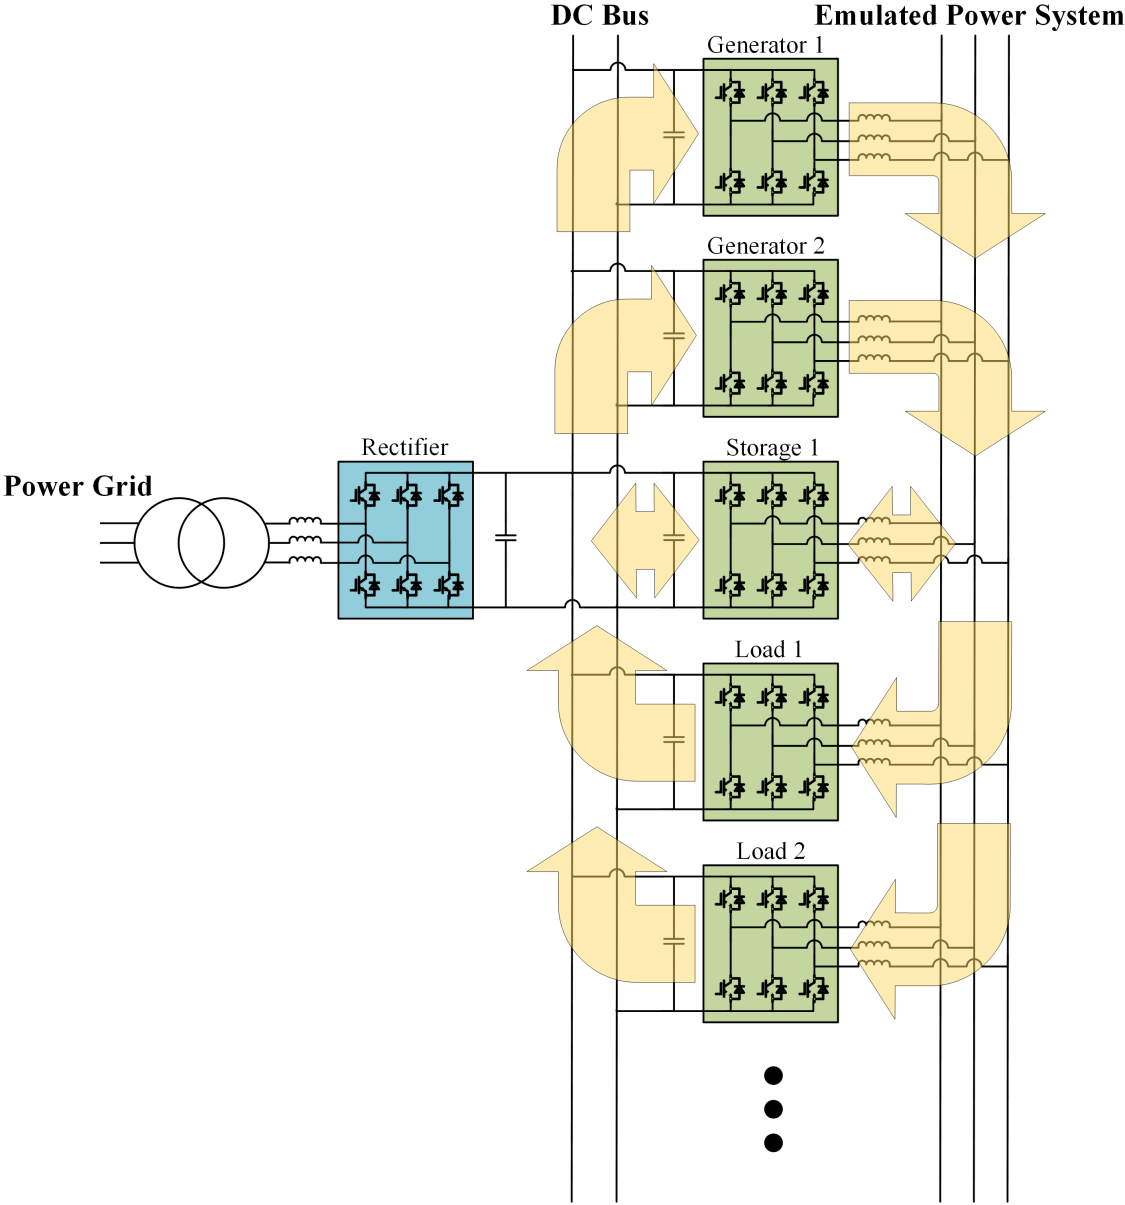 DC Bus
Emulated Power System
Generator 1
Generator 2
Rectifier
Storage 1
Power Grid
Load 1
Load 2